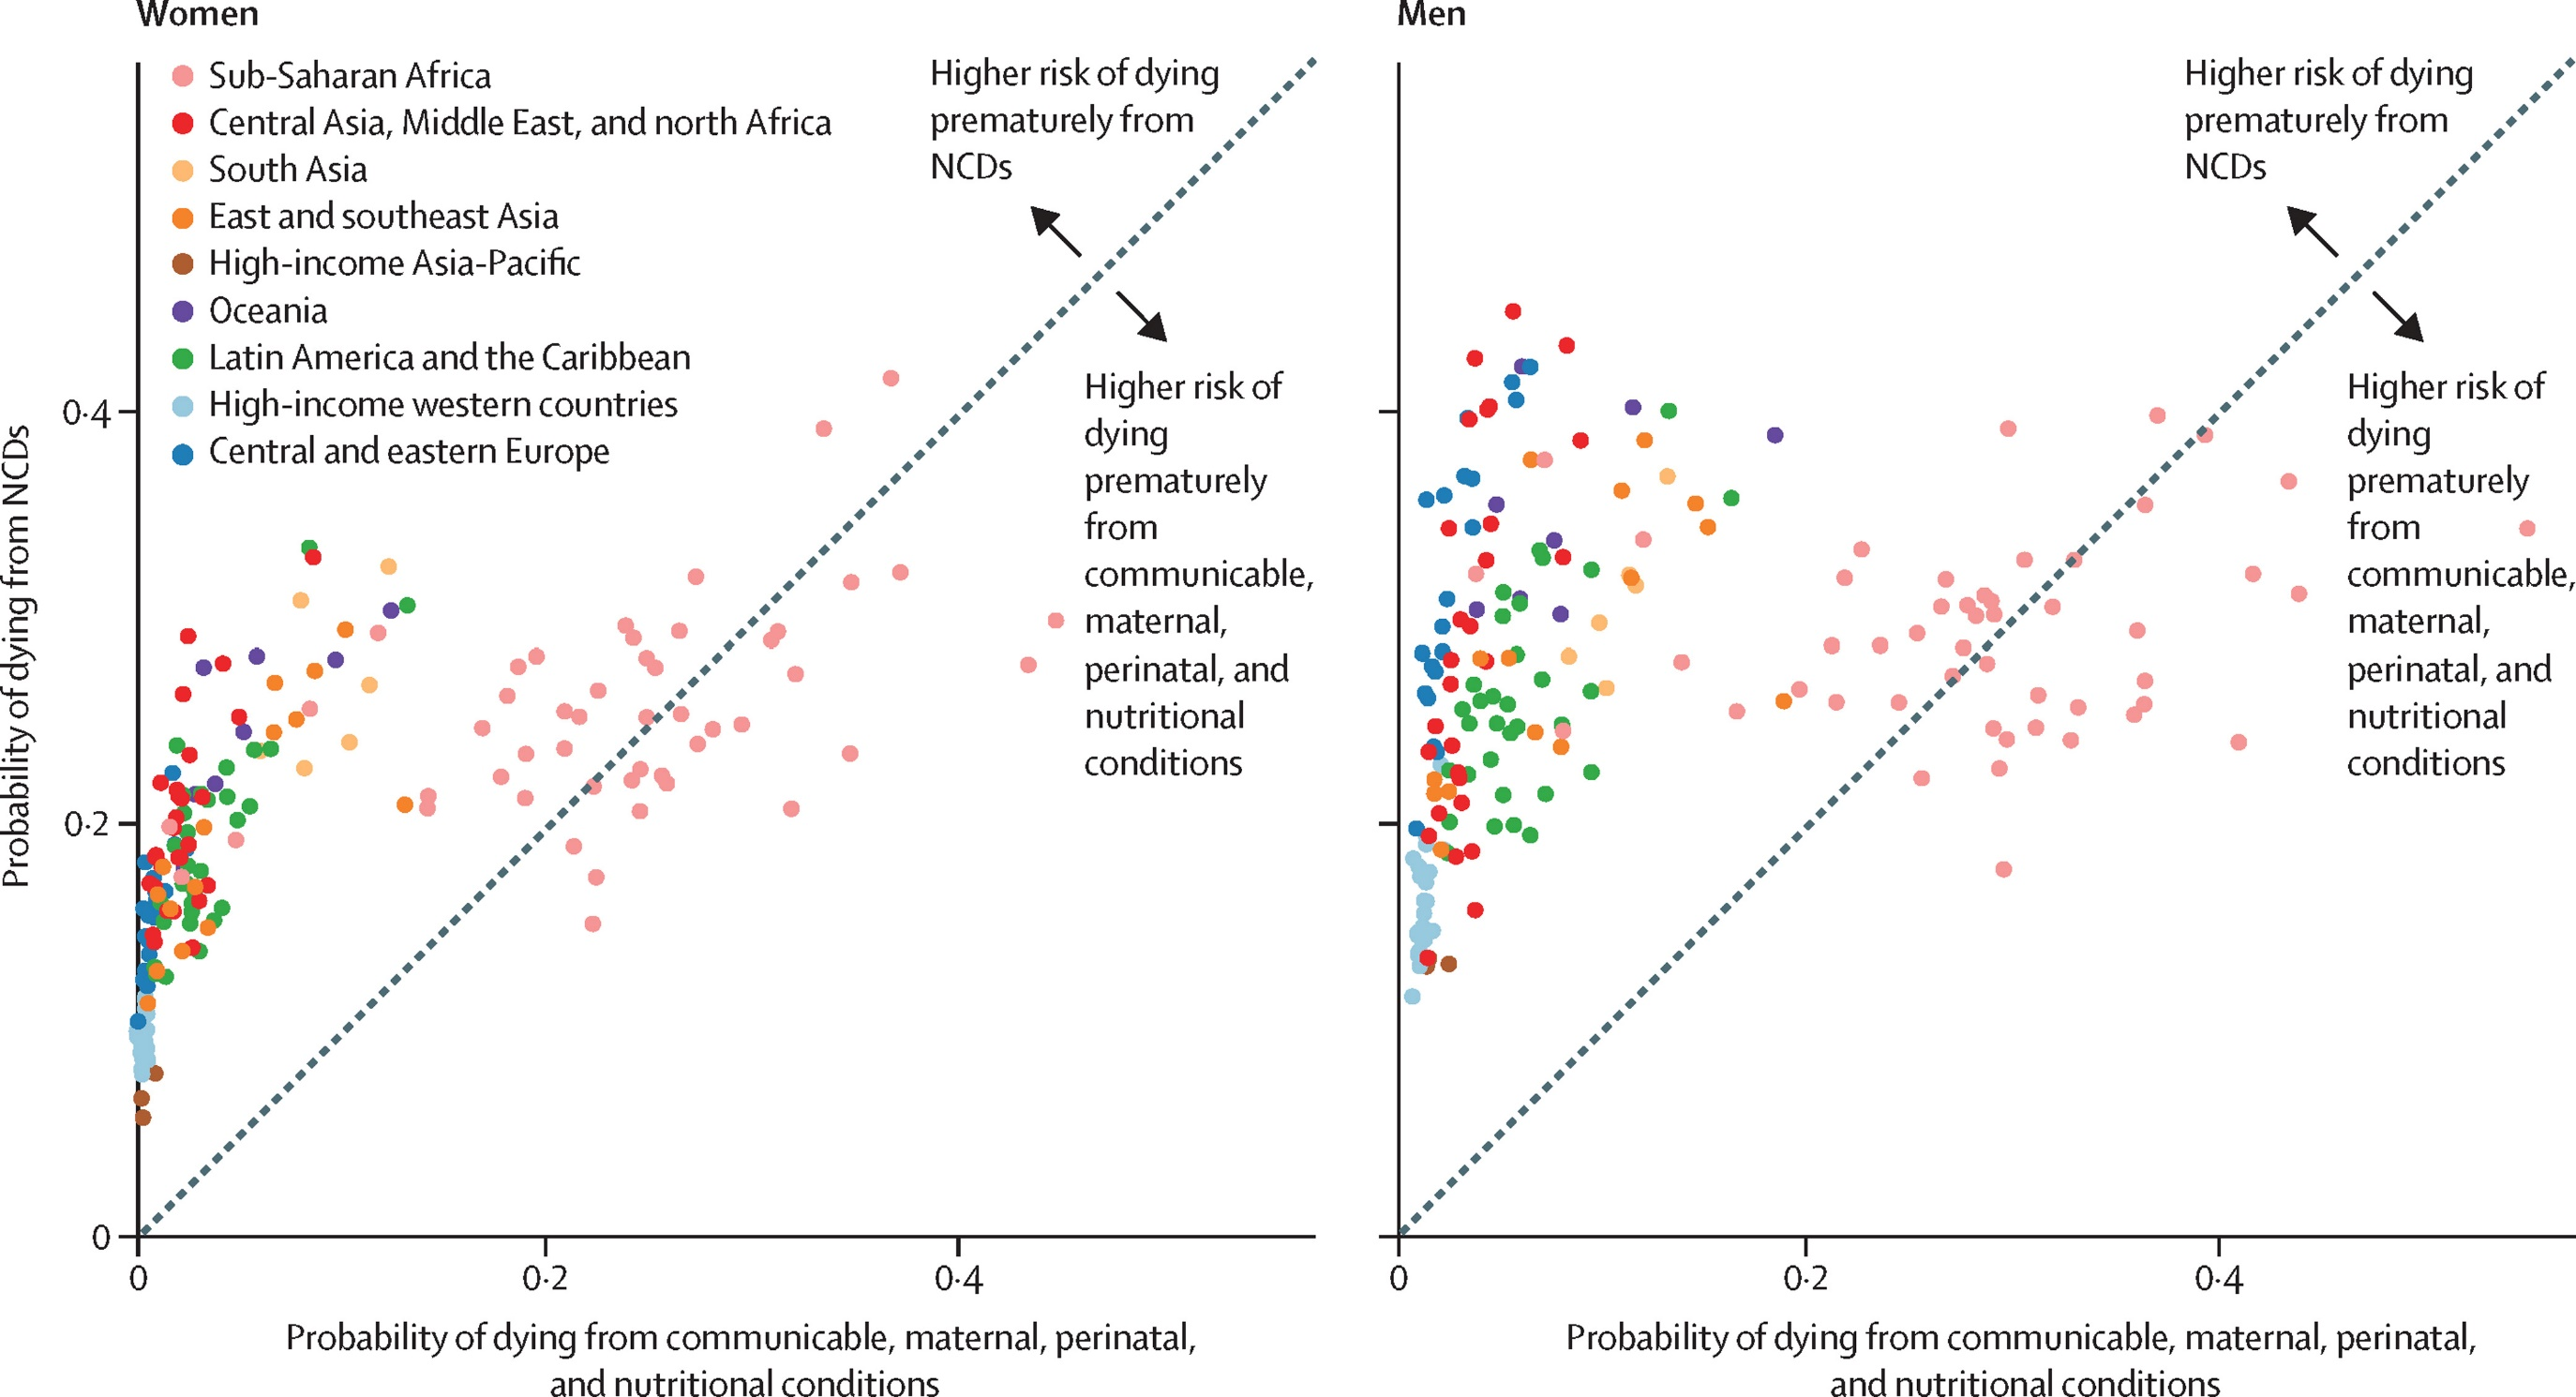 Women
Sub-Saharan Africa
Central Asia, Middle East, and north Africa
South Asia
East and southeast Asia
High-income Asia-Pacific
Oceania
Latin America and the Caribbean
High-income western countries
Central and eastern Europe
Higher risk of dying
prematurely from
NCDs
Higher risk of
dying
prematurely
from
communicable,
maternal,
perinatal, and
nutritional
conditions
Probability of dying from NCDs
0·4
0·2
0
0
0·2
0·4
Probability of dying from communicable, maternal, perinatal,
and nutritional conditions
Men
Higher risk of dying
prematurely from
NCDs
Higher risk of
dying
prematurely
from
communicable,
maternal,
perinatal, and
nutritional
conditions
0
0·2
0·4
Probability of dying from communicable, maternal, perinatal,
and nutritional conditions